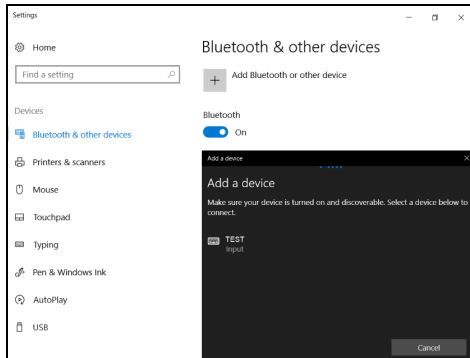 Settings
Home
Find a setting
Devices
Bluetooth & other devices
Printers & scanners
Mouse
Touchpad
Typing
Pen & Windows Ink
AutoPlay
USB
Bluetooth & other devices
Add Bluetooth or other device
Bluetooth
On
Add a device
Add a device
Make sure your device is turned on and discoverable. Select a device below to
connect.
TEST
Input
Cancel